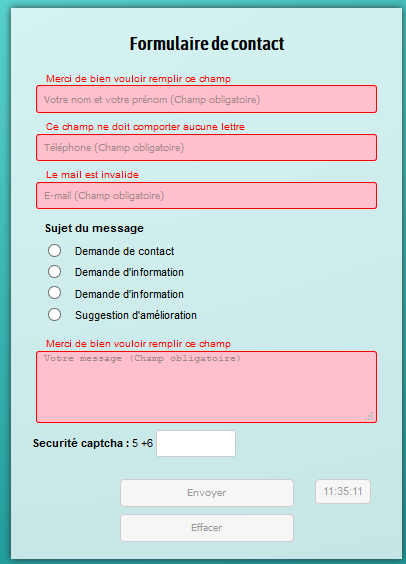 Formulaire de contact
Merci de bien vouloir remplir ce champ
Votre nom et votre prénom (Champ obligatoire)
Ce champ ne doit comporter aucune lettre
Téléphone (Champ obligatoire)
Le mail est invalide
E-mail (Champ obligatoire)
Sujet du message
Demande de contact
Demande d'information
Demande d'information
Suggestion d'amélioration
Merci de bien vouloir remplir ce champ
Votre message (Champ obligatoire)
Securité captcha : 5 +6
Envoyer 11:35:11
Effacer